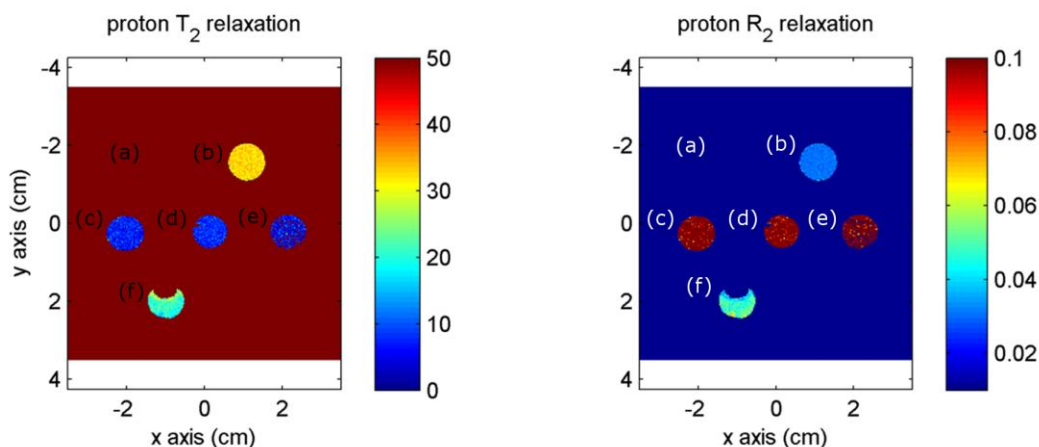 proton T₂ relaxation
-4
-2
0
2
4
y axis (cm)
-2 0 2
x axis (cm)
(a)
(b)
(c) (d) (e)
(f)
50
40
30
20
10
0
proton R₂ relaxation
-4
-2
0
2
4
-2 0 2
x axis (cm)
(a)
(b)
(c) (d) (e)
(f)
0.1
0.08
0.06
0.04
0.02